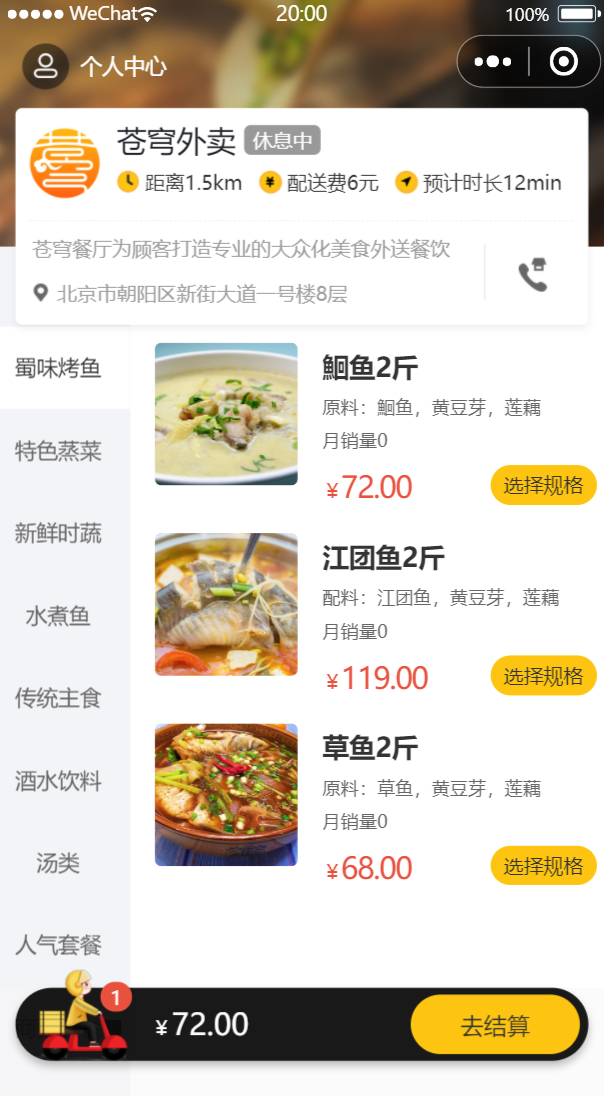 WeChat 20:00 100%
个人中心
苍穹外卖 休息中
距离1.5km 配送费6元 预计时长12min
苍穹餐厅为顾客打造专业的大众化美食外送餐饮
北京市朝阳区新街大道一号楼8层
蜀味烤鱼
特色蒸菜
新鲜时蔬
水煮鱼
传统主食
酒水饮料
汤类
人气套餐
鮰鱼2斤
原料：鮰鱼，黄豆芽，莲藕
月销量0
¥72.00 选择规格
江团鱼2斤
配料：江团鱼，黄豆芽，莲藕
月销量0
¥119.00 选择规格
草鱼2斤
原料：草鱼，黄豆芽，莲藕
月销量0
¥68.00 选择规格
1
¥72.00 去结算